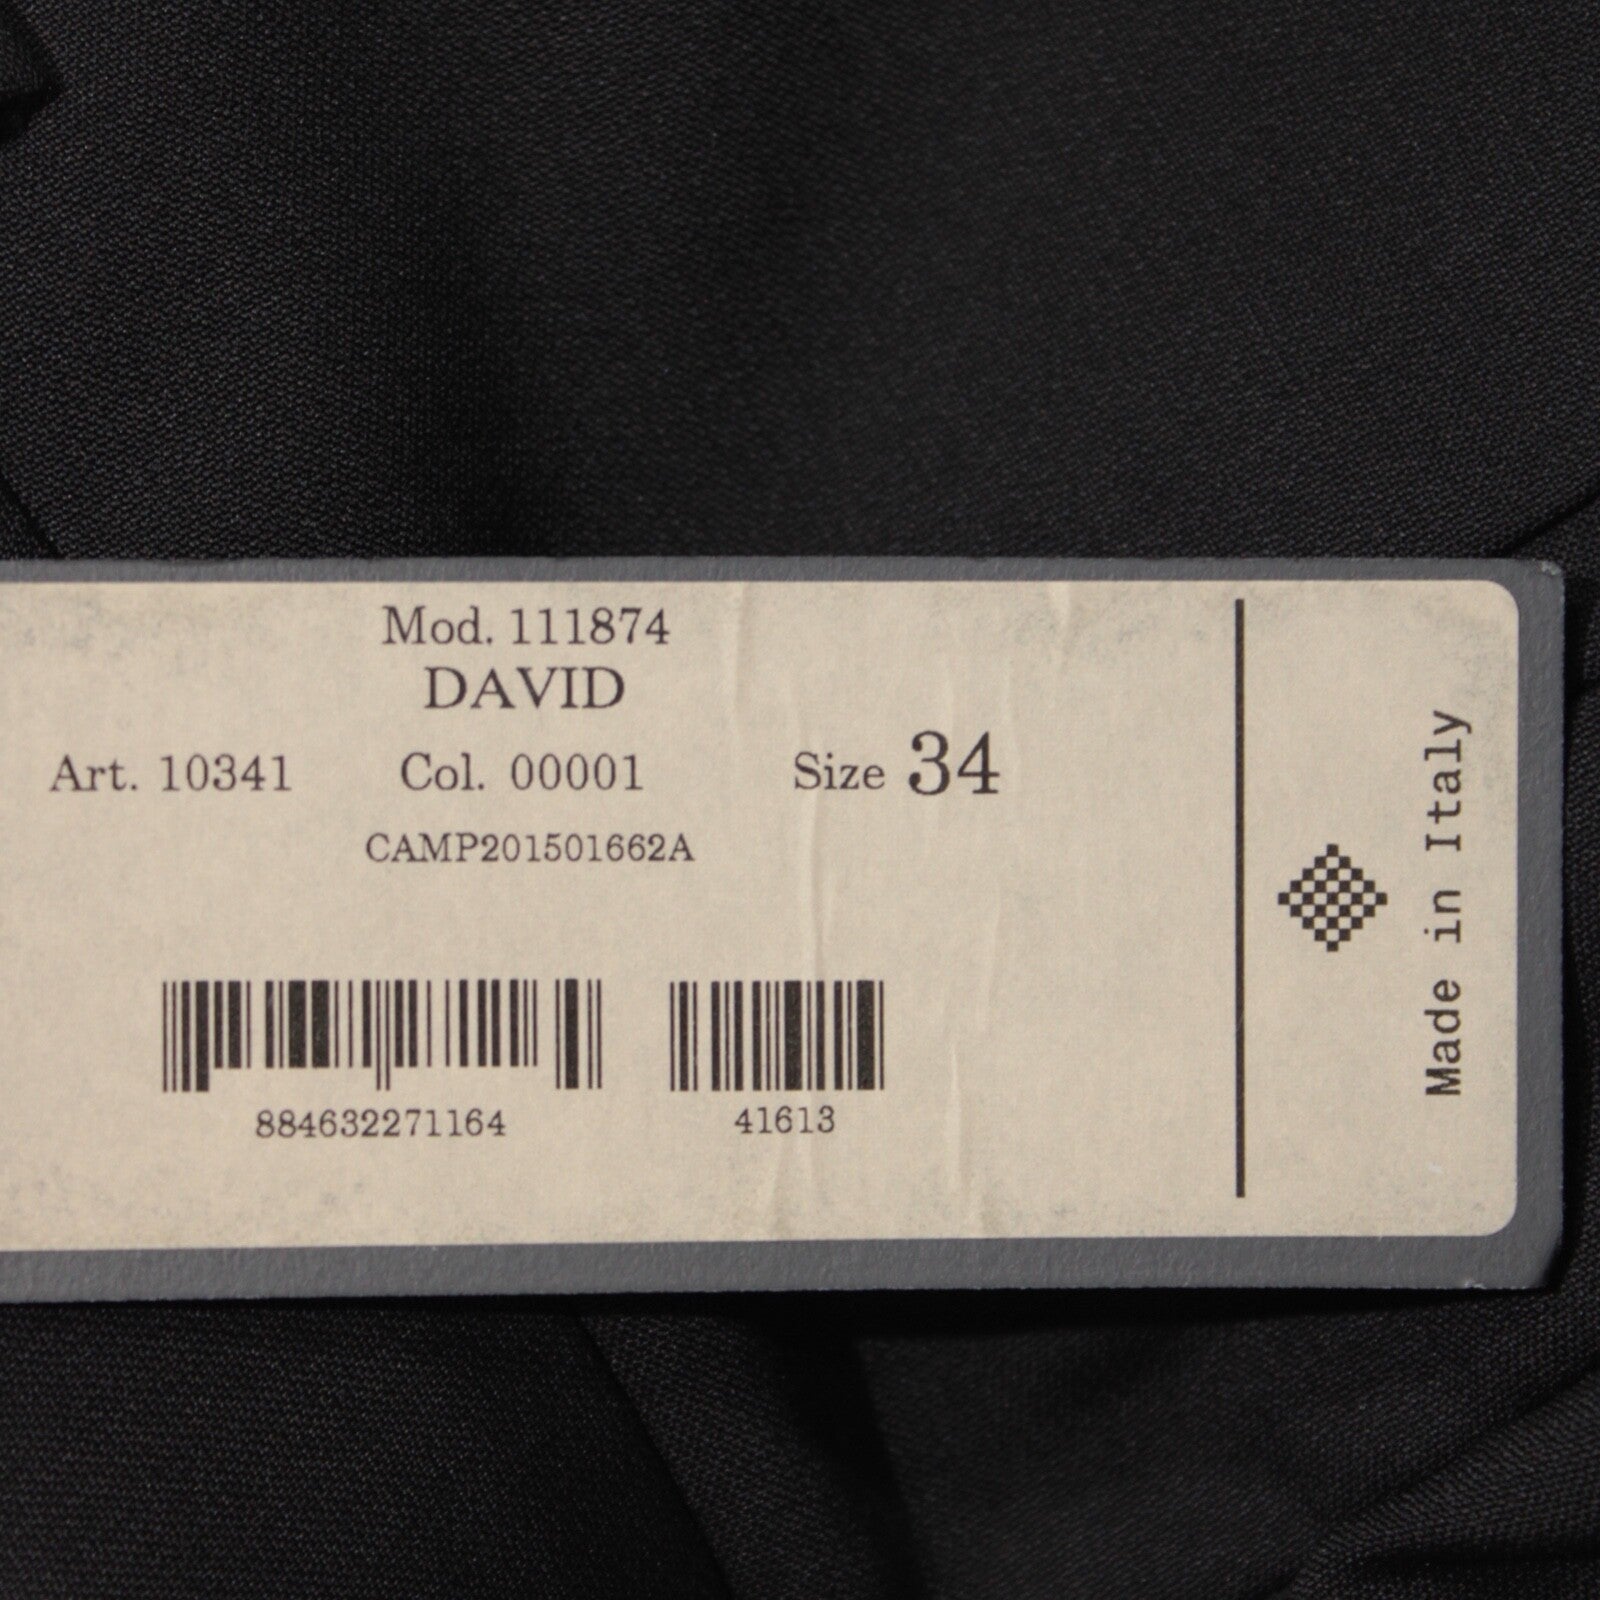 Mod. 111874
DAVID
Art. 10341 Col. 00001 Size 34
CAMP201501662A
884632271164 41613
Made in Italy